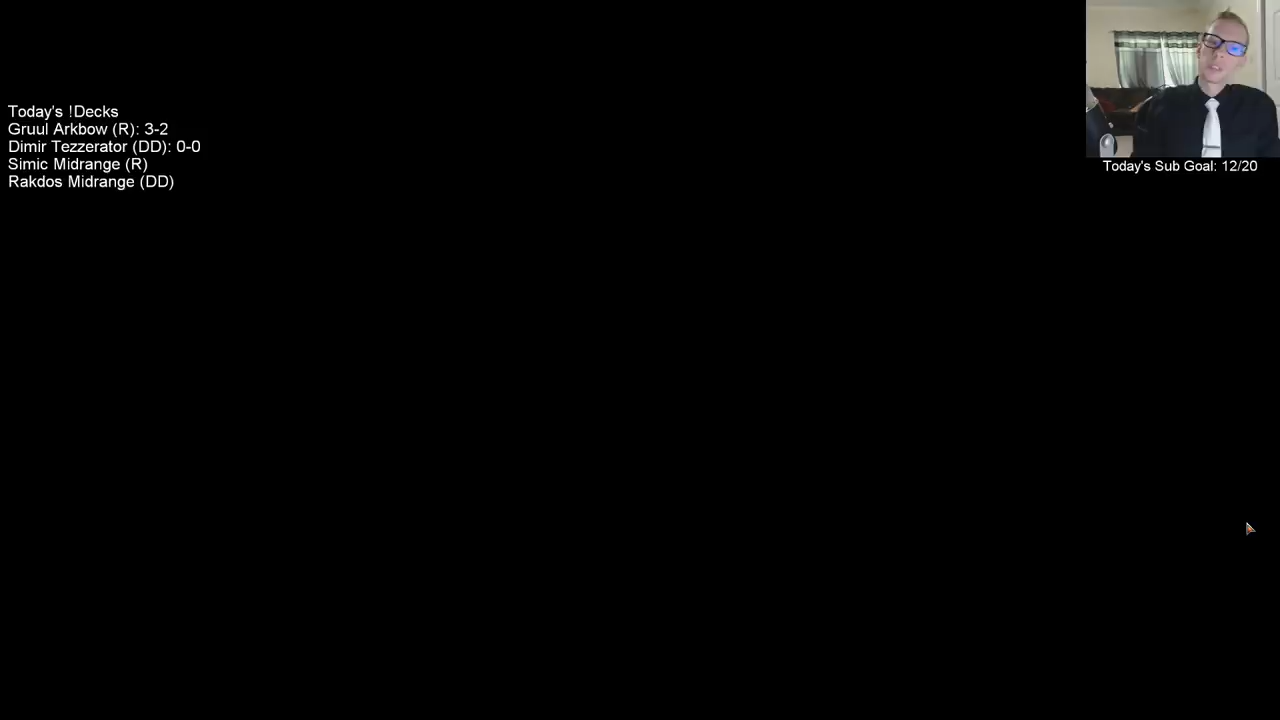 Today's !Decks
Gruul Arkbow (R): 3-2
Dimir Tezzerator (DD): 0-0
Simic Midrange (R)
Rakdos Midrange (DD)
Today's Sub Goal: 12/20